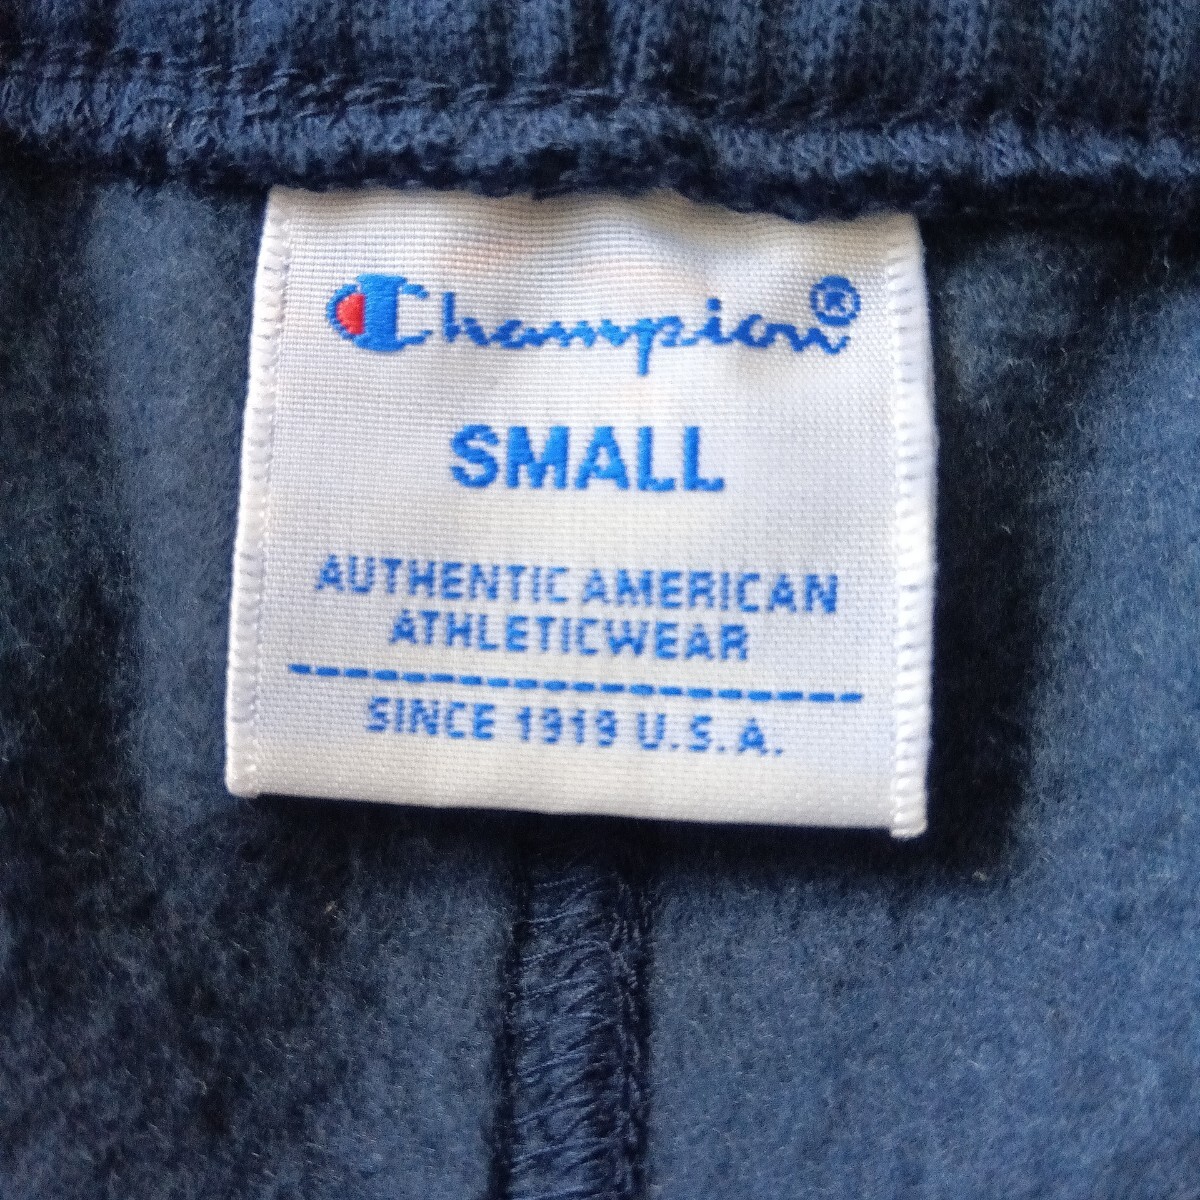 Champion®
SMALL
AUTHENTIC AMERICAN
ATHLETICWEAR
SINCE 1919 U.S.A.